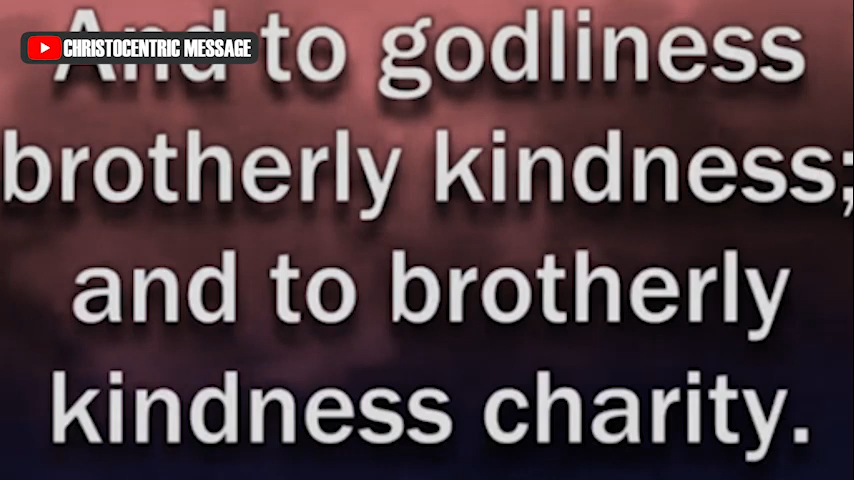 CHRISTOCENTRIC MESSAGE
And to godliness
brotherly kindness;
and to brotherly
kindness charity.